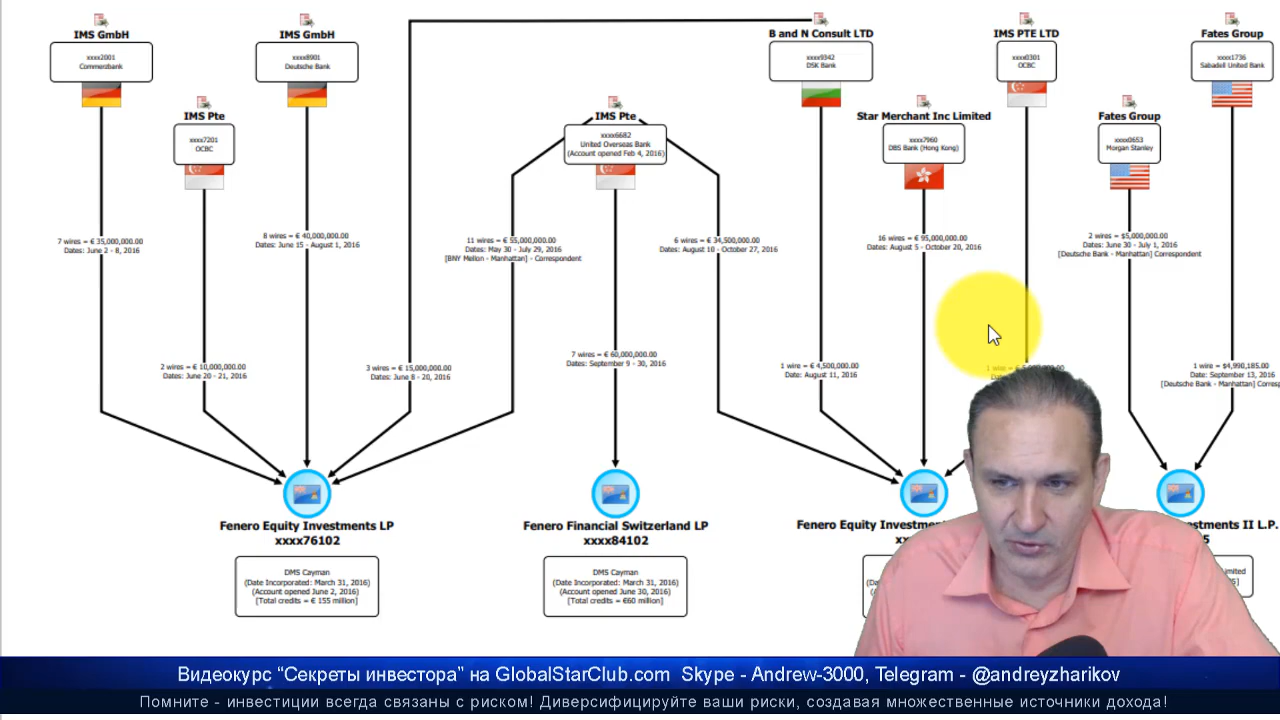 IMS GmbH
xxxx2001
Commerzbank
IMS GmbH
xxxx8901
Deutsche Bank
B and N Consult LTD
xxxx9342
DSK Bank
IMS PTE LTD
xxxx0301
OCBC
Fates Group
xxxx1736
Sabadell United Bank
IMS Pte
xxxx7201
OCBC
IMS Pte
xxxx6682
United Overseas Bank
(Account opened Feb 4, 2016)
Star Merchant Inc Limited
xxxx7960
DBS Bank (Hong Kong)
Fates Group
xxxx0653
Morgan Stanley
7 wires = € 35,000,000.00
Dates: June 2 - 8, 2016
8 wires = € 40,000,000.00
Dates: June 15 - August 1, 2016
11 wires = € 55,000,000.00
Dates: May 30 - July 29, 2016
[BNY Mellon - Manhattan] - Correspondent
6 wires = € 34,500,000.00
Dates: August 10 - October 27, 2016
16 wires = € 95,000,000.00
Dates: August 5 - October 20, 2016
2 wires = $5,000,000.00
Dates: June 30 - July 1, 2016
[Deutsche Bank - Manhattan] Correspondent
2 wires = € 10,000,000.00
Dates: June 20 - 21, 2016
3 wires = € 15,000,000.00
Dates: June 8 - 20, 2016
7 wires = € 60,000,000.00
Dates: September 9 - 30, 2016
1 wire = € 4,500,000.00
Date: August 11, 2016
1 wire = $4,990,185.00
Date: September 13, 2016
[Deutsche Bank - Manhattan] Corresp
Fenero Equity Investments LP
xxxx76102
DMS Cayman
(Date Incorporated: March 31, 2016)
(Account opened June 2, 2016)
[Total credits = € 155 million]
Fenero Financial Switzerland LP
xxxx84102
DMS Cayman
(Date Incorporated: March 31, 2016)
(Account opened June 30, 2016)
[Total credits = €60 million]
Fenero Equity Investmen
xx
estments II L.P.
5
imited
Видеокурс “Секреты инвестора” на GlobalStarClub.com Skype - Andrew-3000, Telegram - @andreyzharikov
Помните - инвестиции всегда связаны с риском! Диверсифицируйте ваши риски, создавая множественные источники дохода!